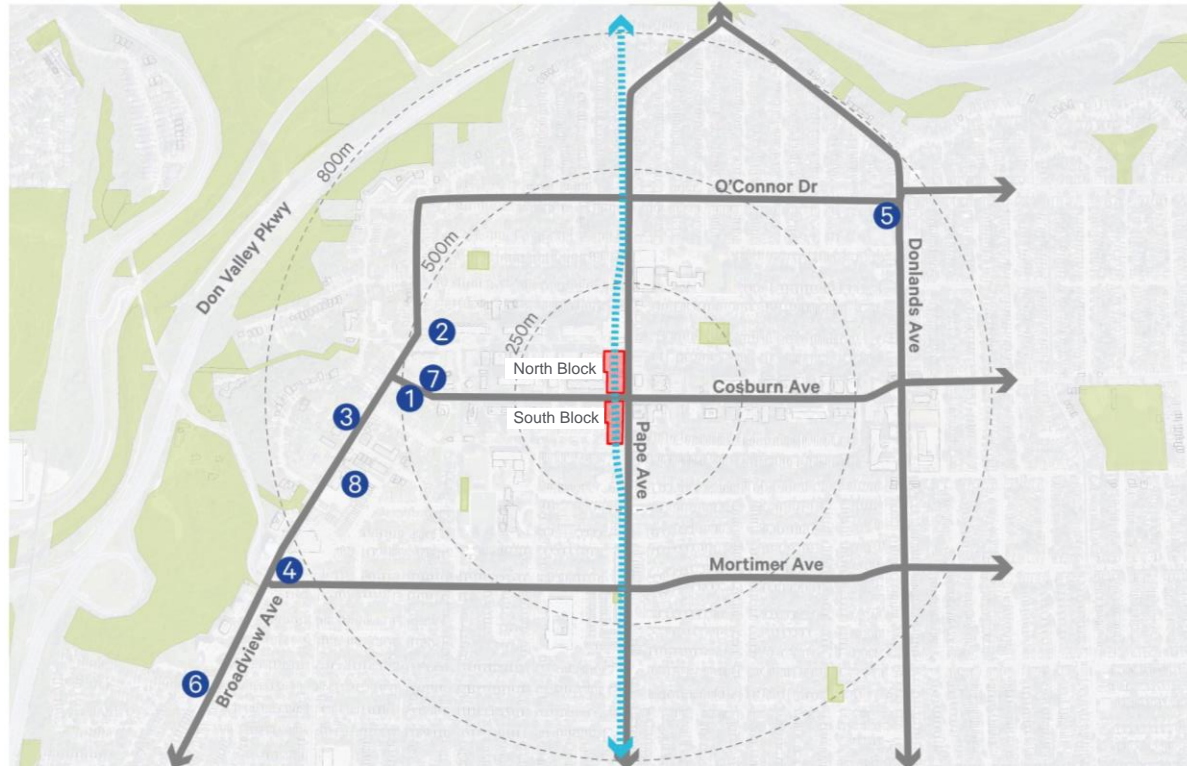 800m
Don Valley Pkwy
O'Connor Dr
5
500m
Donlands Ave
2
250m
North Block
7
Cosburn Ave
1
3
South Block
Pape Ave
8
Mortimer Ave
4
Broadview Ave
6